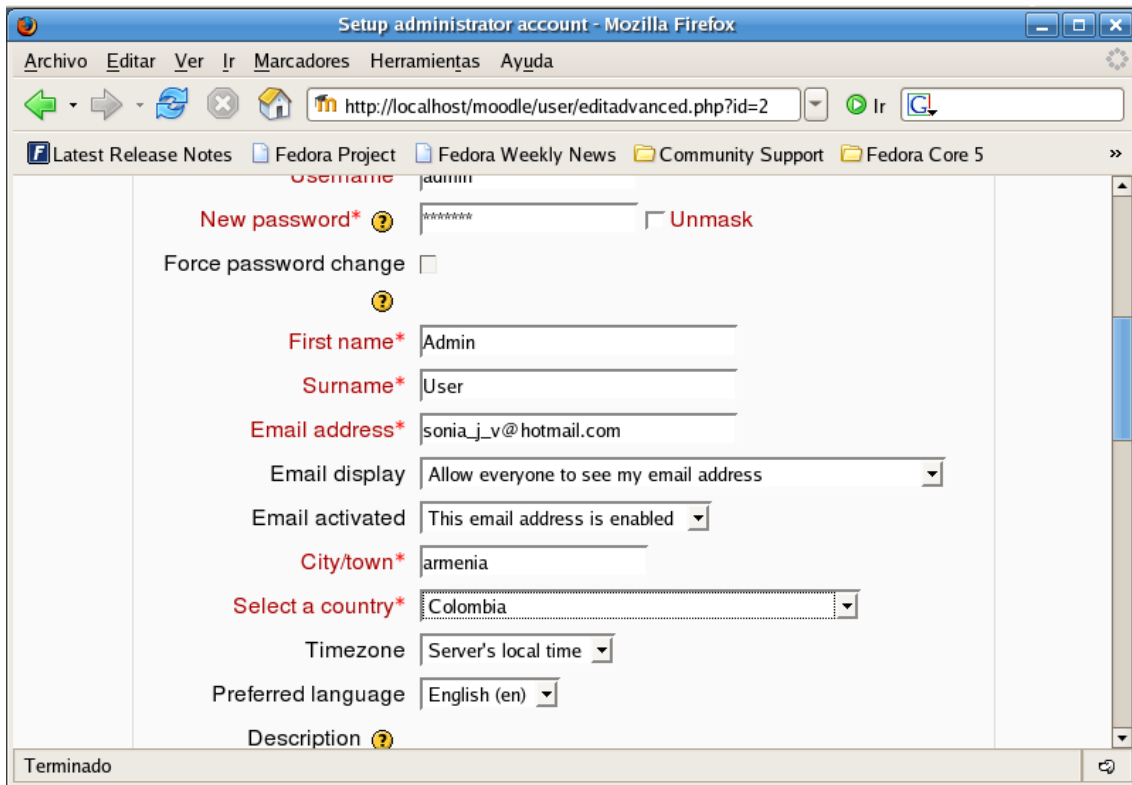 Setup administrator account - Mozilla Firefox
Archivo Editar Ver Ir Marcadores Herramientas Ayuda
http://localhost/moodle/user/editadvanced.php?id=2 Ir
Latest Release Notes Fedora Project Fedora Weekly News Community Support Fedora Core 5 »
Username admin
New password* ? ******* Unmask
Force password change
?
First name* Admin
Surname* User
Email address* sonia_j_v@hotmail.com
Email display Allow everyone to see my email address
Email activated This email address is enabled
City/town* armenia
Select a country* Colombia
Timezone Server's local time
Preferred language English (en)
Description ?
Terminado